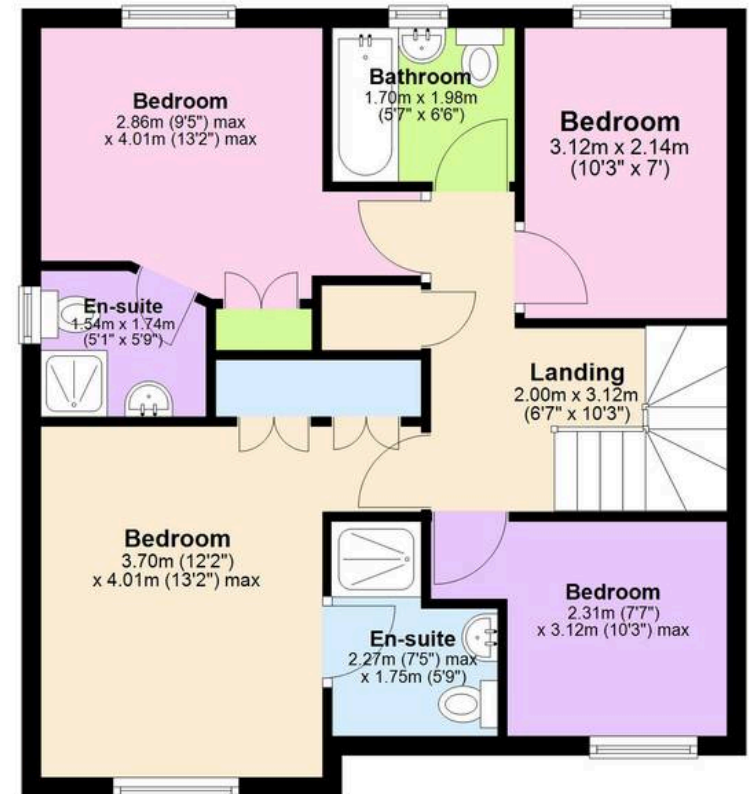 Bedroom
2.86m (9'5") max
x 4.01m (13'2") max
Bathroom
1.70m x 1.98m
(5'7" x 6'6")
Bedroom
3.12m x 2.14m
(10'3" x 7')
En-suite
1.54m x 1.74m
(5'1" x 5'9")
Landing
2.00m x 3.12m
(6'7" x 10'3")
Bedroom
3.70m (12'2")
x 4.01m (13'2") max
En-suite
2.27m (7'5") max
x 1.75m (5'9")
Bedroom
2.31m (7'7")
x 3.12m (10'3") max